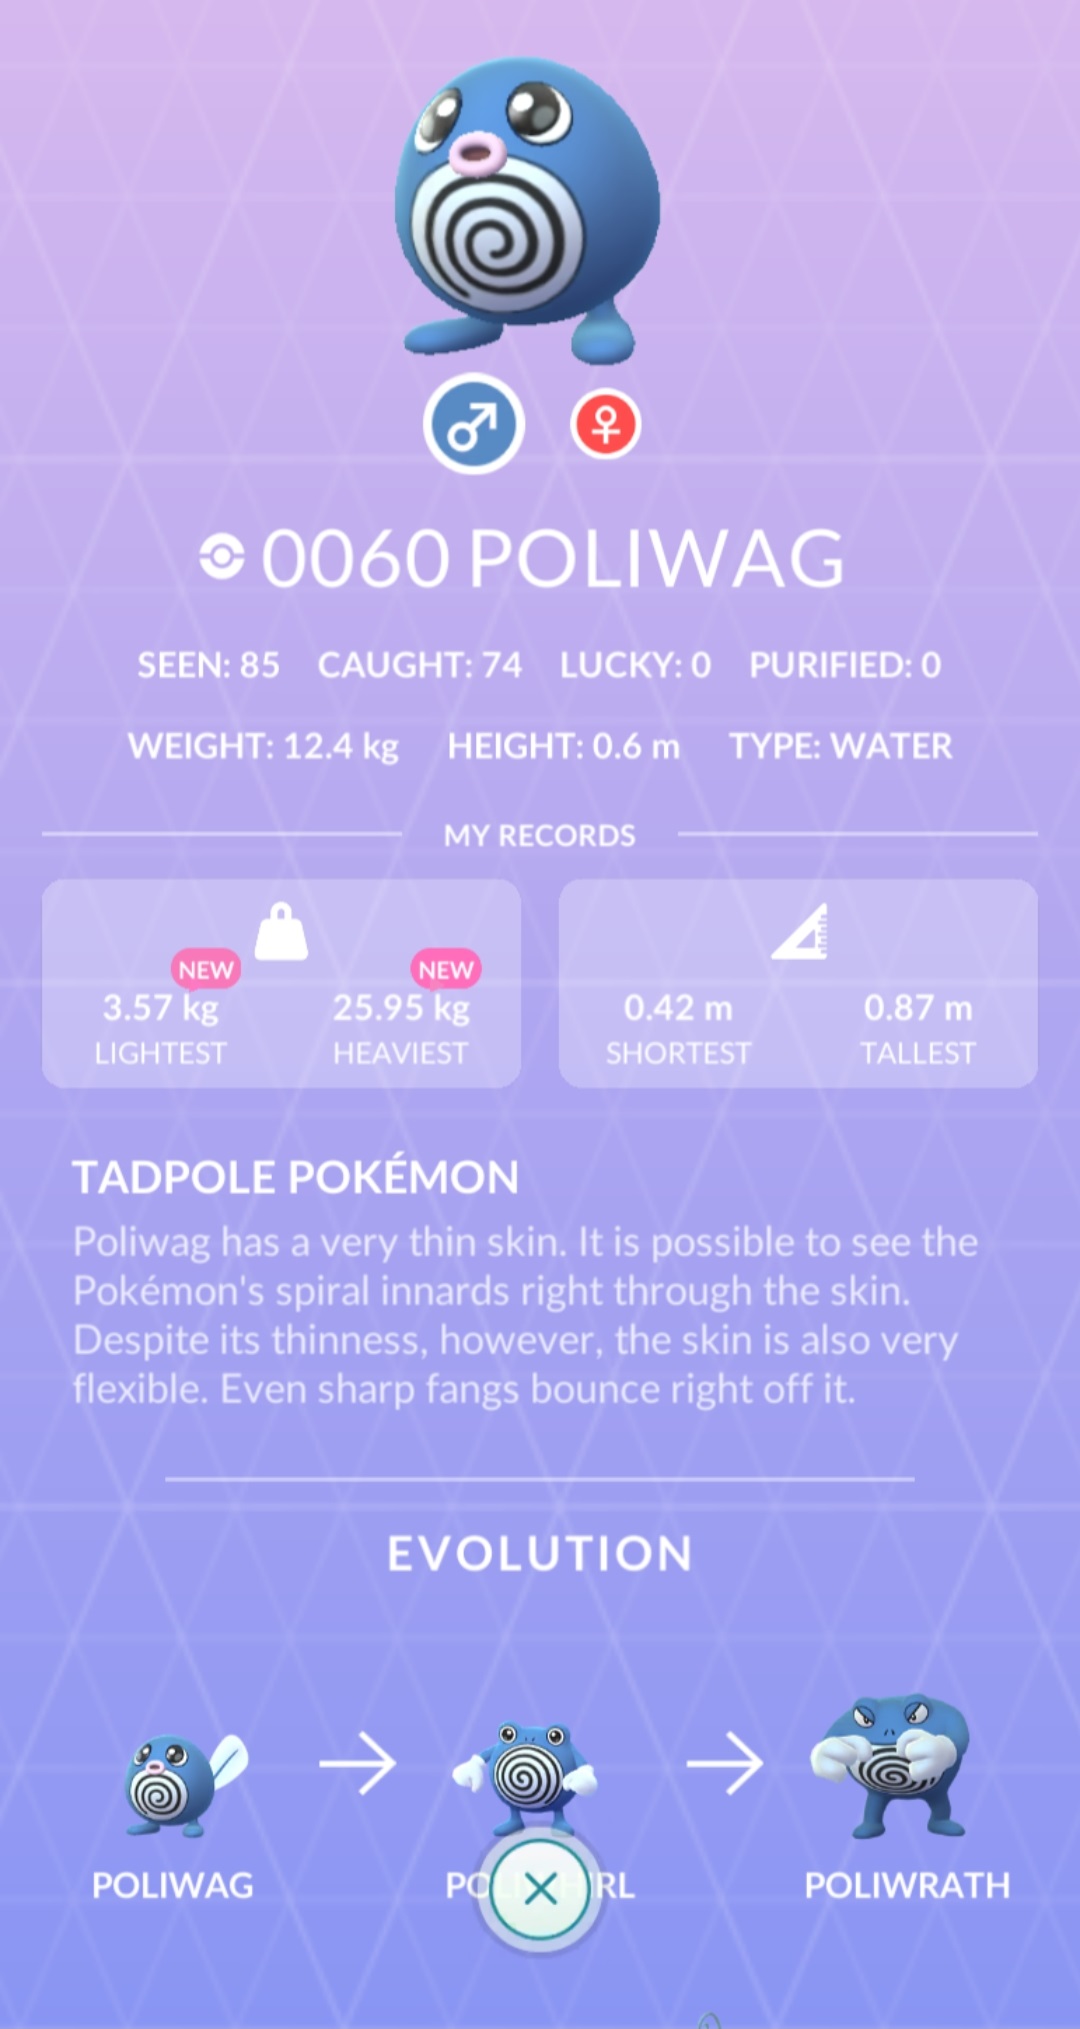 0060 POLIWAG
SEEN: 85 CAUGHT: 74 LUCKY: 0 PURIFIED: 0
WEIGHT: 12.4 kg HEIGHT: 0.6 m TYPE: WATER
MY RECORDS
NEW NEW
3.57 kg 25.95 kg 0.42 m 0.87 m
LIGHTEST HEAVIEST SHORTEST TALLEST
TADPOLE POKÉMON
Poliwag has a very thin skin. It is possible to see the
Pokémon's spiral innards right through the skin.
Despite its thinness, however, the skin is also very
flexible. Even sharp fangs bounce right off it.
EVOLUTION
POLIWAG POLIWRATH